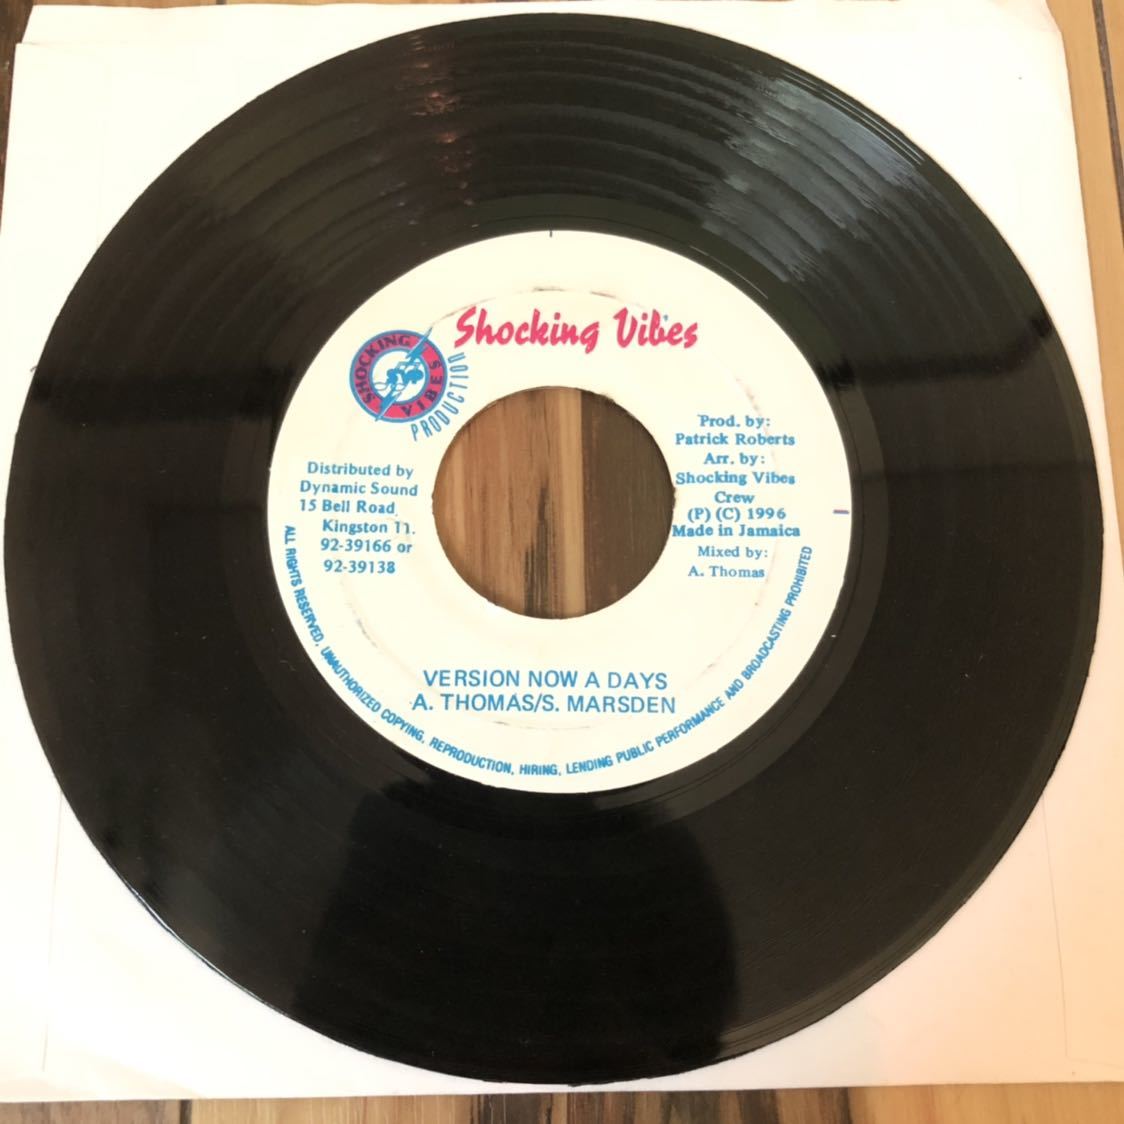 Shocking Vibes
SHOCKING VIBES
PRODUCTION
Distributed by
Dynamic Sound
15 Bell Road,
Kingston 11.
92-39166 or
92-39138
Prod. by:
Patrick Roberts
Arr. by:
Shocking Vibes
Crew
(P) (C) 1996
Made in Jamaica
Mixed by:
A. Thomas
VERSION NOW A DAYS
A. THOMAS/S. MARSDEN
ALL RIGHTS RESERVED, UNAUTHORIZED COPYING, REPRODUCTION, HIRING, LENDING PUBLIC PERFORMANCE AND BROADCASTING PROHIBITED